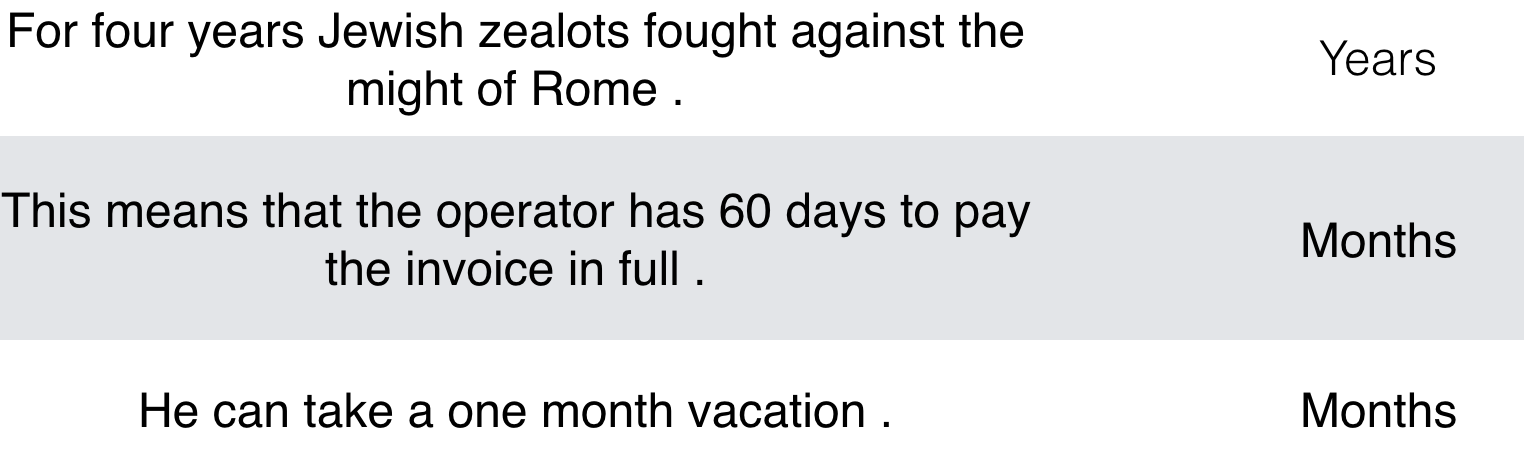 For four years Jewish zealots fought against the
might of Rome .
Years
This means that the operator has 60 days to pay
the invoice in full .
Months
He can take a one month vacation .
Months